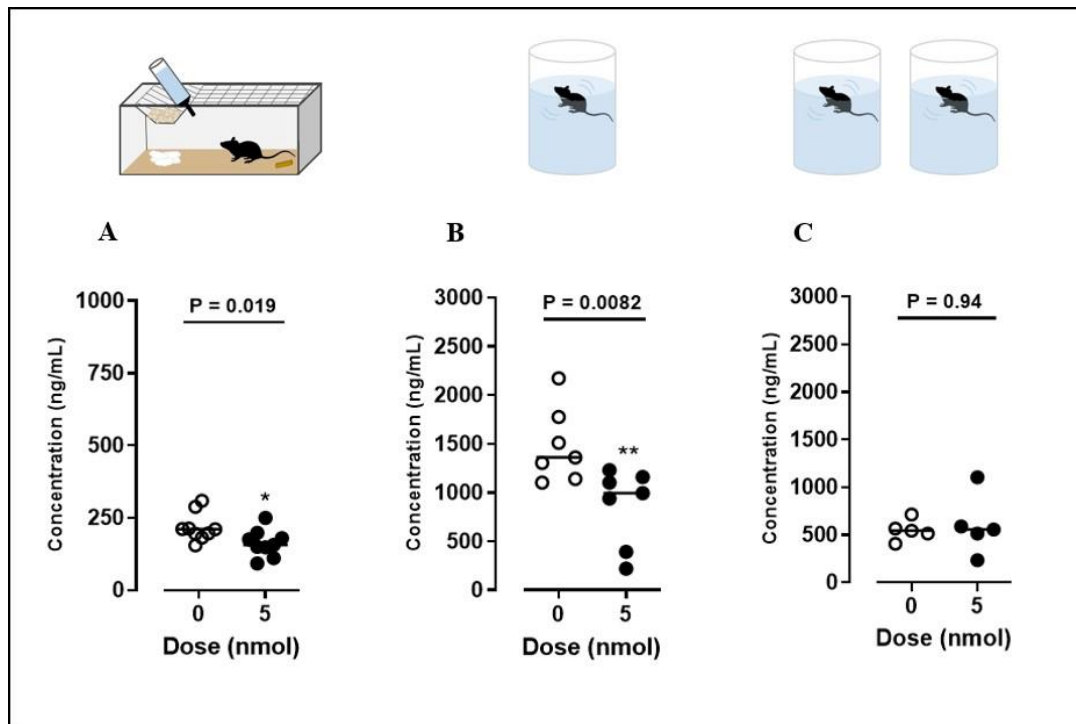 A
P = 0.019
1000
750
500
250
0
Concentration (ng/mL)
*
0 5
Dose (nmol)
B
P = 0.0082
3000
2500
2000
1500
1000
500
0
Concentration (ng/mL)
**
0 5
Dose (nmol)
C
P = 0.94
3000
2500
2000
1500
1000
500
0
Concentration (ng/mL)
0 5
Dose (nmol)